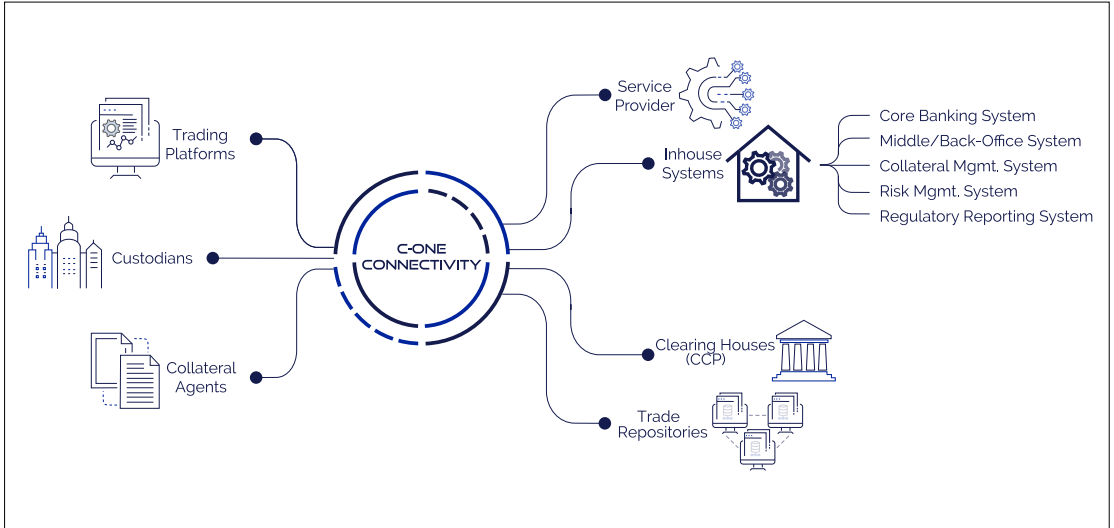 Trading
Platforms
Custodians
Collateral
Agents
C-ONE
CONNECTIVITY
Service
Provider
Inhouse
Systems
Core Banking System
Middle/Back-Office System
Collateral Mgmt. System
Risk Mgmt. System
Regulatory Reporting System
Clearing Houses
(CCP)
Trade
Repositories